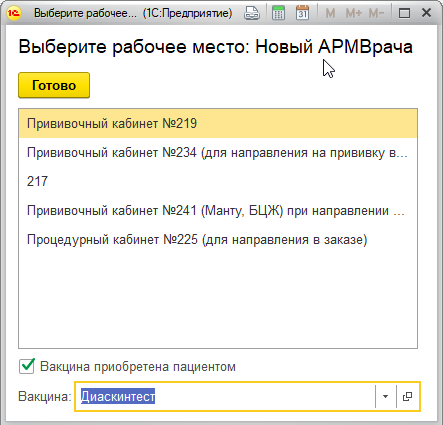 Выберите рабочее... (1С:Предприятие)
M M+ M-
Выберите рабочее место: Новый АРМВрача
Готово
Прививочный кабинет №219
Прививочный кабинет №234 (для направления на прививку в...
217
Прививочный кабинет №241 (Манту, БЦЖ) при направлении ...
Процедурный кабинет №225 (для направления в заказе)
Вакцина приобретена пациентом
Вакцина: Диаскинтест